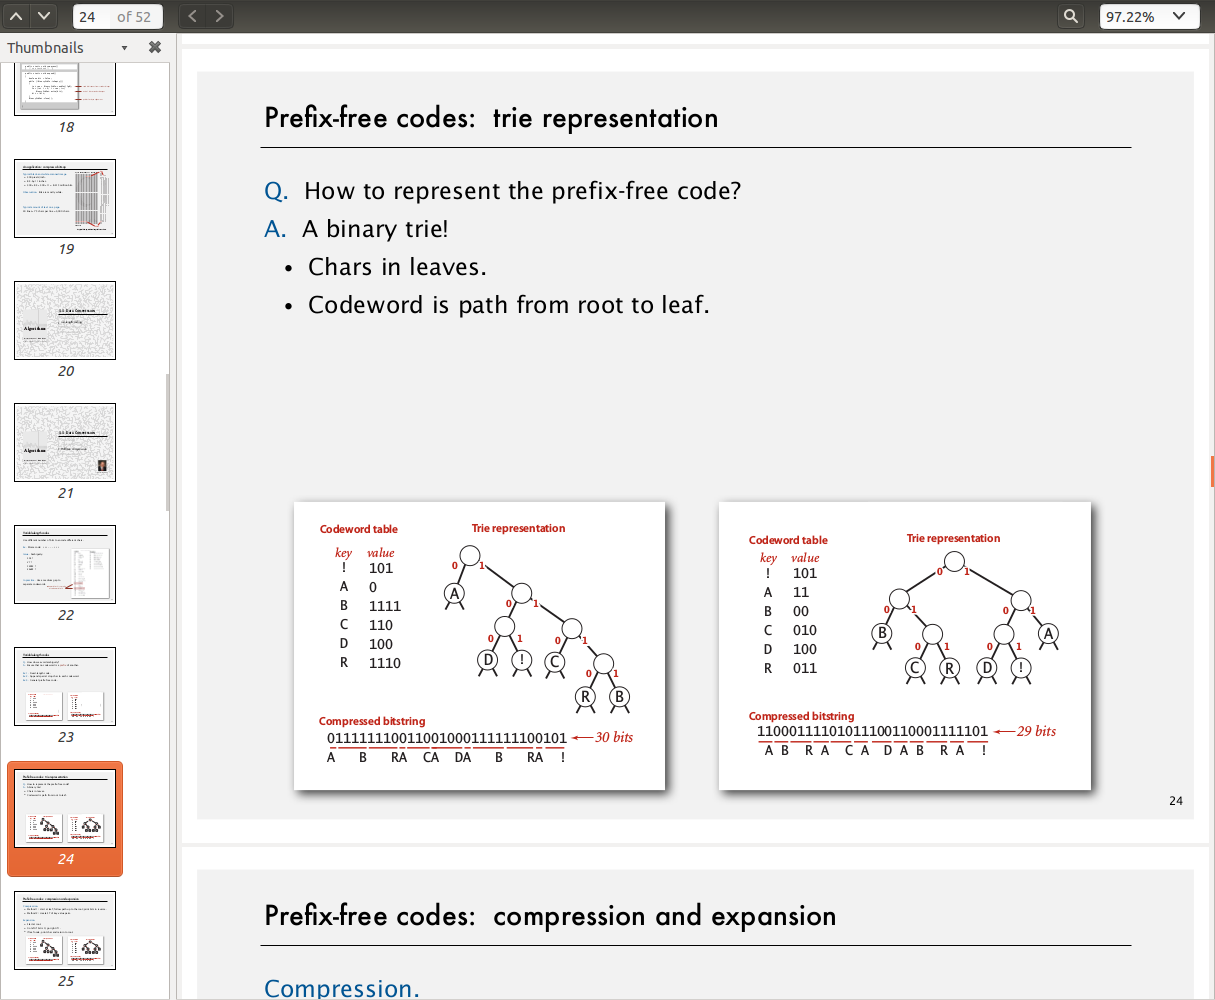 24 of 52
97.22%
Thumbnails
18
19
20
21
22
23
24
25
Prefix-free codes: trie representation
Q. How to represent the prefix-free code?
A. A binary trie!
• Chars in leaves.
• Codeword is path from root to leaf.
Codeword table
key value
! 101
A 0
B 1111
C 110
D 100
R 1110
Trie representation
0 1
A
0 1
0 1 0 1
D ! C
0 1
R B
Compressed bitstring
011111110011001000111111100101 30 bits
A B RA CA DA B RA !
Codeword table
key value
! 101
A 11
B 00
C 010
D 100
R 011
Trie representation
0 1
0 1 0 1
B A
0 1 0 1
C R D !
Compressed bitstring
11000111101011100110001111101 29 bits
A B R A C A D A B R A !
24
Prefix-free codes: compression and expansion
Compression.